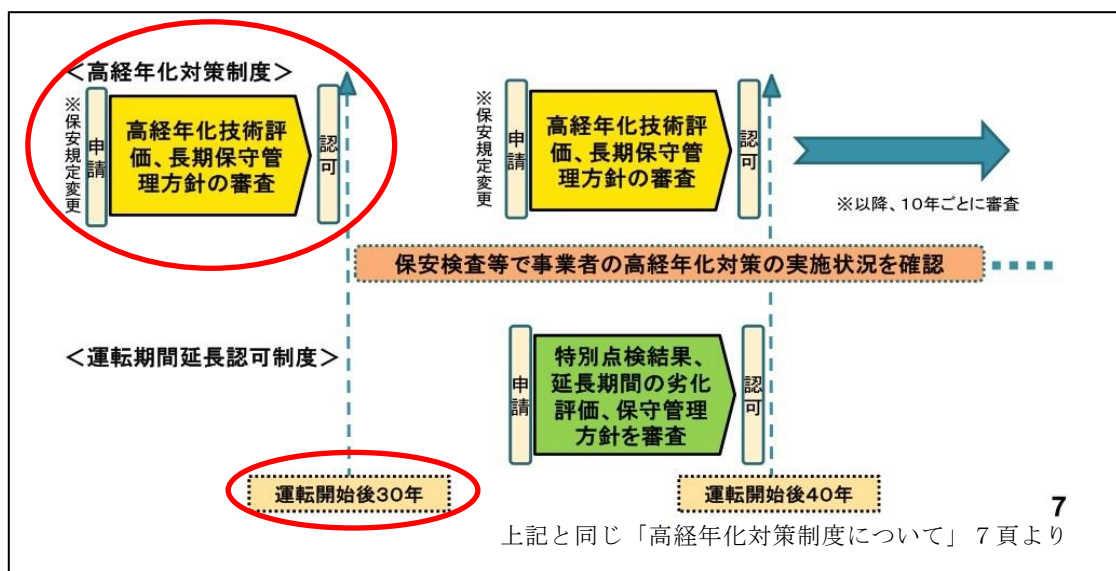 ＜高経年化対策制度＞
※保安規定変更
申請
高経年化技術評
価、長期保守管
理方針の審査
認可
※保安規定変更
申請
高経年化技術評
価、長期保守管
理方針の審査
認可
※以降、10年ごとに審査
保安検査等で事業者の高経年化対策の実施状況を確認
＜運転期間延長認可制度＞
申請
特別点検結果、
延長期間の劣化
評価、保守管理
方針を審査
認可
運転開始後30年
運転開始後40年
7
上記と同じ「高経年化対策制度について」７頁より